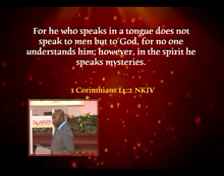 For he who speaks in a tongue does not
speak to men but to God, for no one
understands him; however, in the spirit he
speaks mysteries.
1 Corinthians 14:2 NKJV